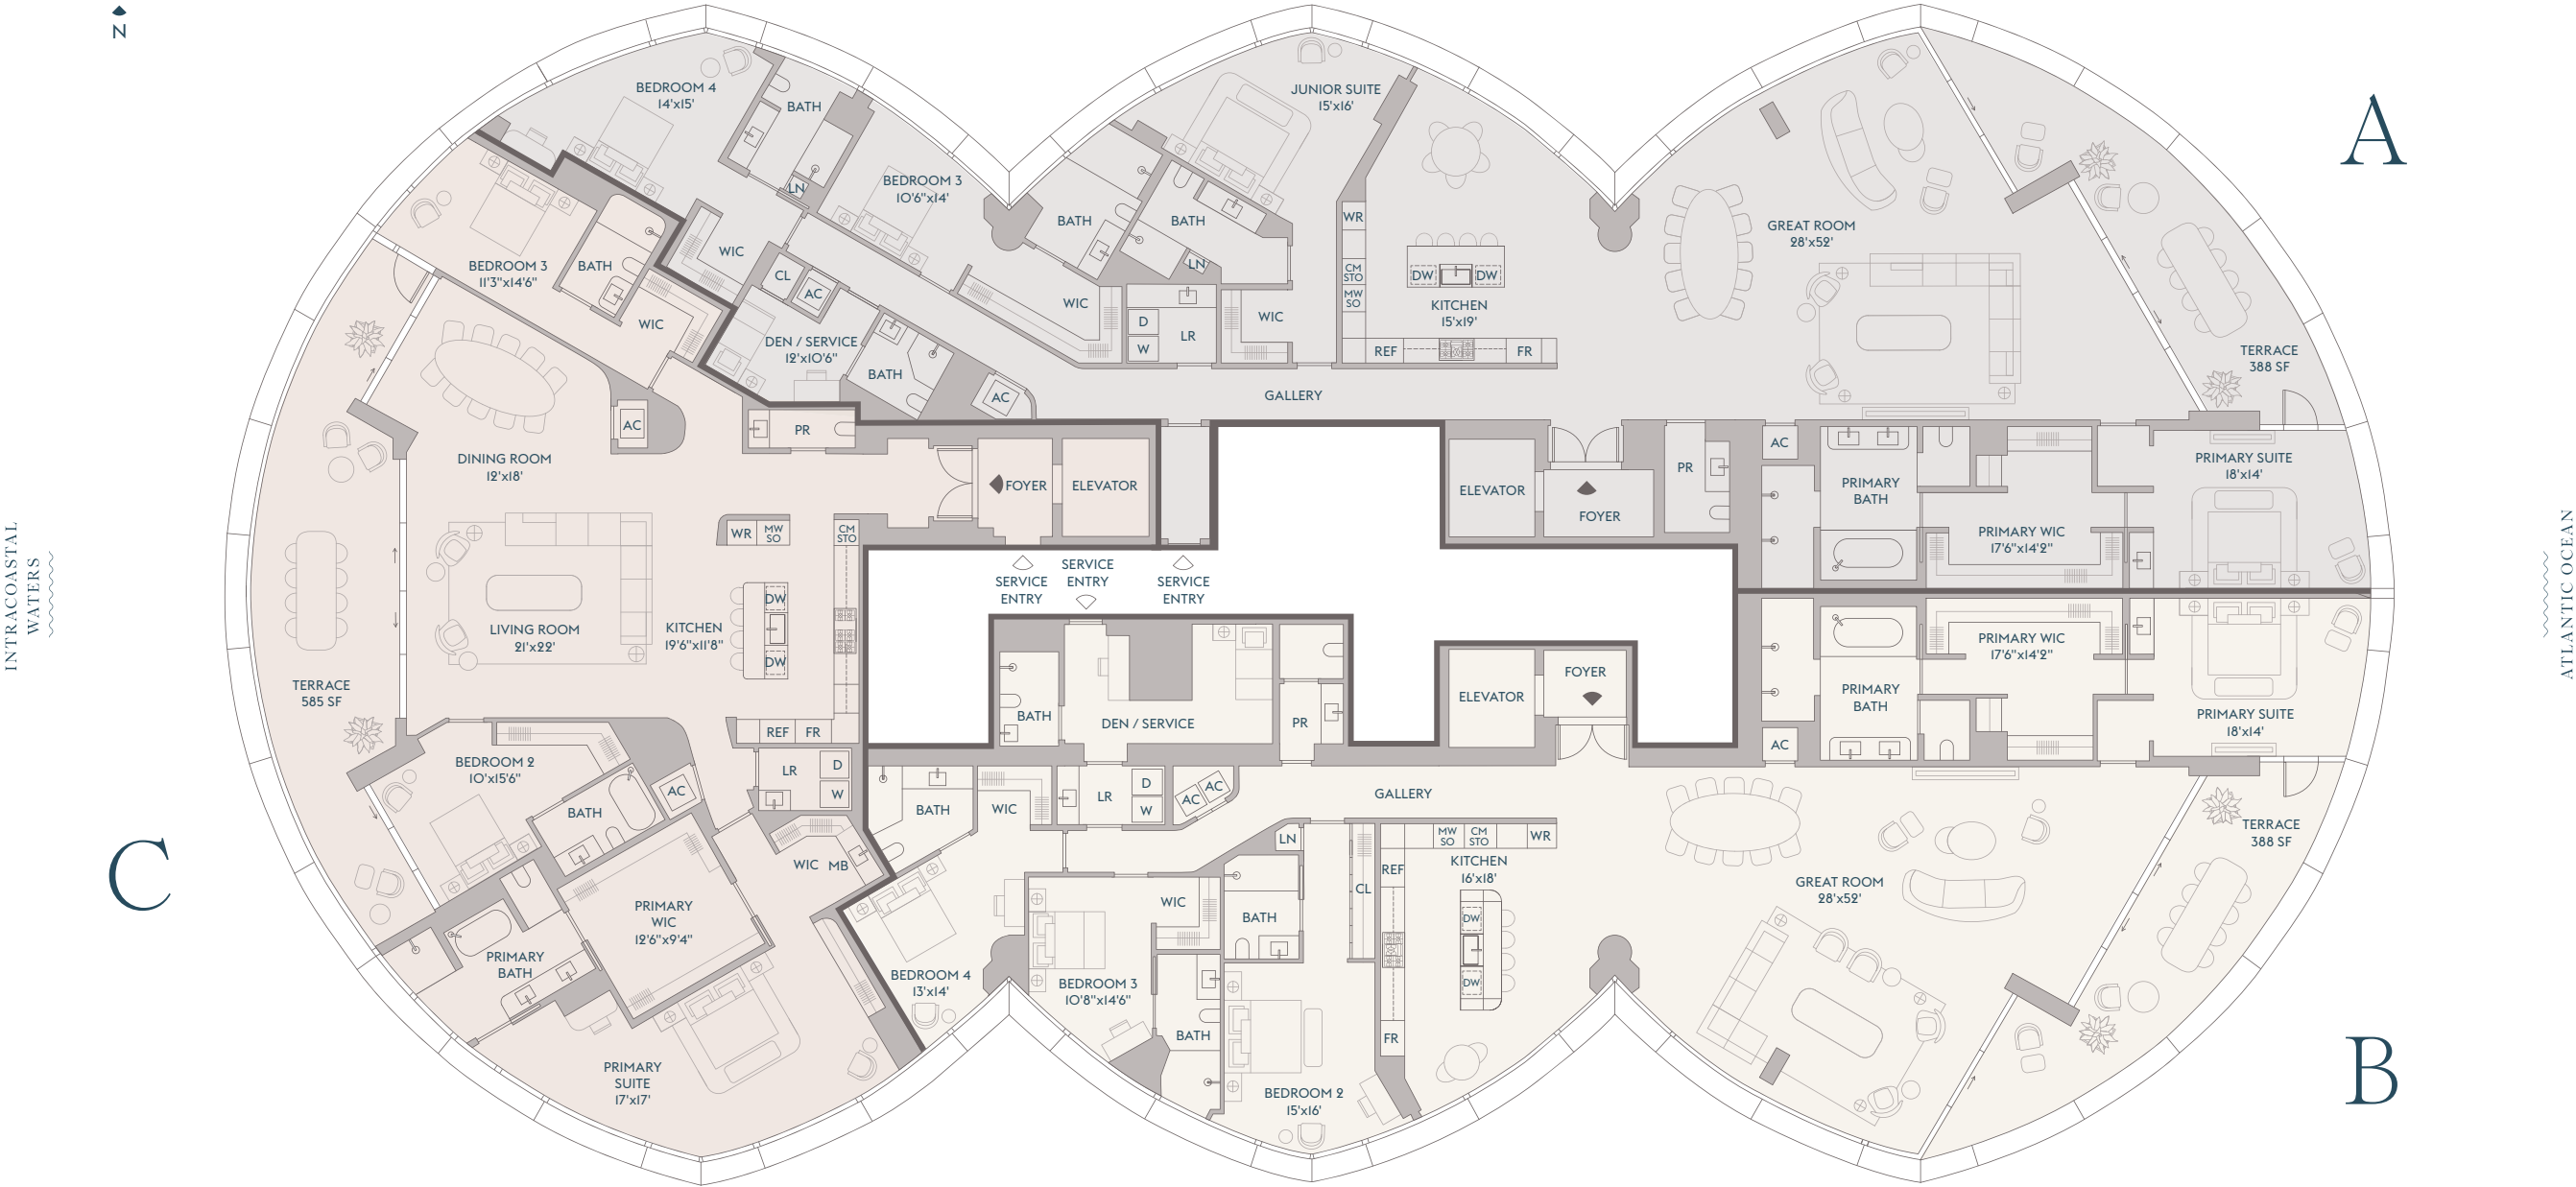 N
INTRACOASTAL
WATERS
ATLANTIC OCEAN
A
BEDROOM 4
14'x15'
BATH
LN
BEDROOM 3
10'6"x14'
WIC
CL
AC
DEN / SERVICE
12'x10'6"
BATH
AC
BATH
WIC
JUNIOR SUITE
15'x16'
BATH
LN
D
W
LR
WIC
WR
CM
STO
MW
SO
DW
DW
KITCHEN
15'x19'
REF
FR
GALLERY
GREAT ROOM
28'x52'
TERRACE
388 SF
ELEVATOR
FOYER
PR
AC
PRIMARY
BATH
PRIMARY WIC
17'6"x14'2"
PRIMARY SUITE
18'x14'
SERVICE
ENTRY
SERVICE
ENTRY
SERVICE
ENTRY
C
BEDROOM 3
11'3"x14'6"
BATH
WIC
AC
PR
DINING ROOM
12'x18'
FOYER
ELEVATOR
WR
MW
SO
CM
STO
LIVING ROOM
21'x22'
KITCHEN
19'6"x11'8"
DW
DW
TERRACE
585 SF
REF
FR
BEDROOM 2
10'x15'6"
BATH
AC
LR
D
W
WIC
MB
PRIMARY
WIC
12'6"x9'4"
PRIMARY
BATH
PRIMARY
SUITE
17'x17'
B
BATH
DEN / SERVICE
PR
ELEVATOR
FOYER
AC
PRIMARY
BATH
PRIMARY WIC
17'6"x14'2"
PRIMARY SUITE
18'x14'
BATH
WIC
LR
D
W
AC
AC
GALLERY
LN
BEDROOM 4
13'x14'
BEDROOM 3
10'8"x14'6"
WIC
BATH
BATH
CL
BEDROOM 2
15'x16'
REF
MW
SO
CM
STO
WR
KITCHEN
16'x18'
DW
DW
FR
GREAT ROOM
28'x52'
TERRACE
388 SF